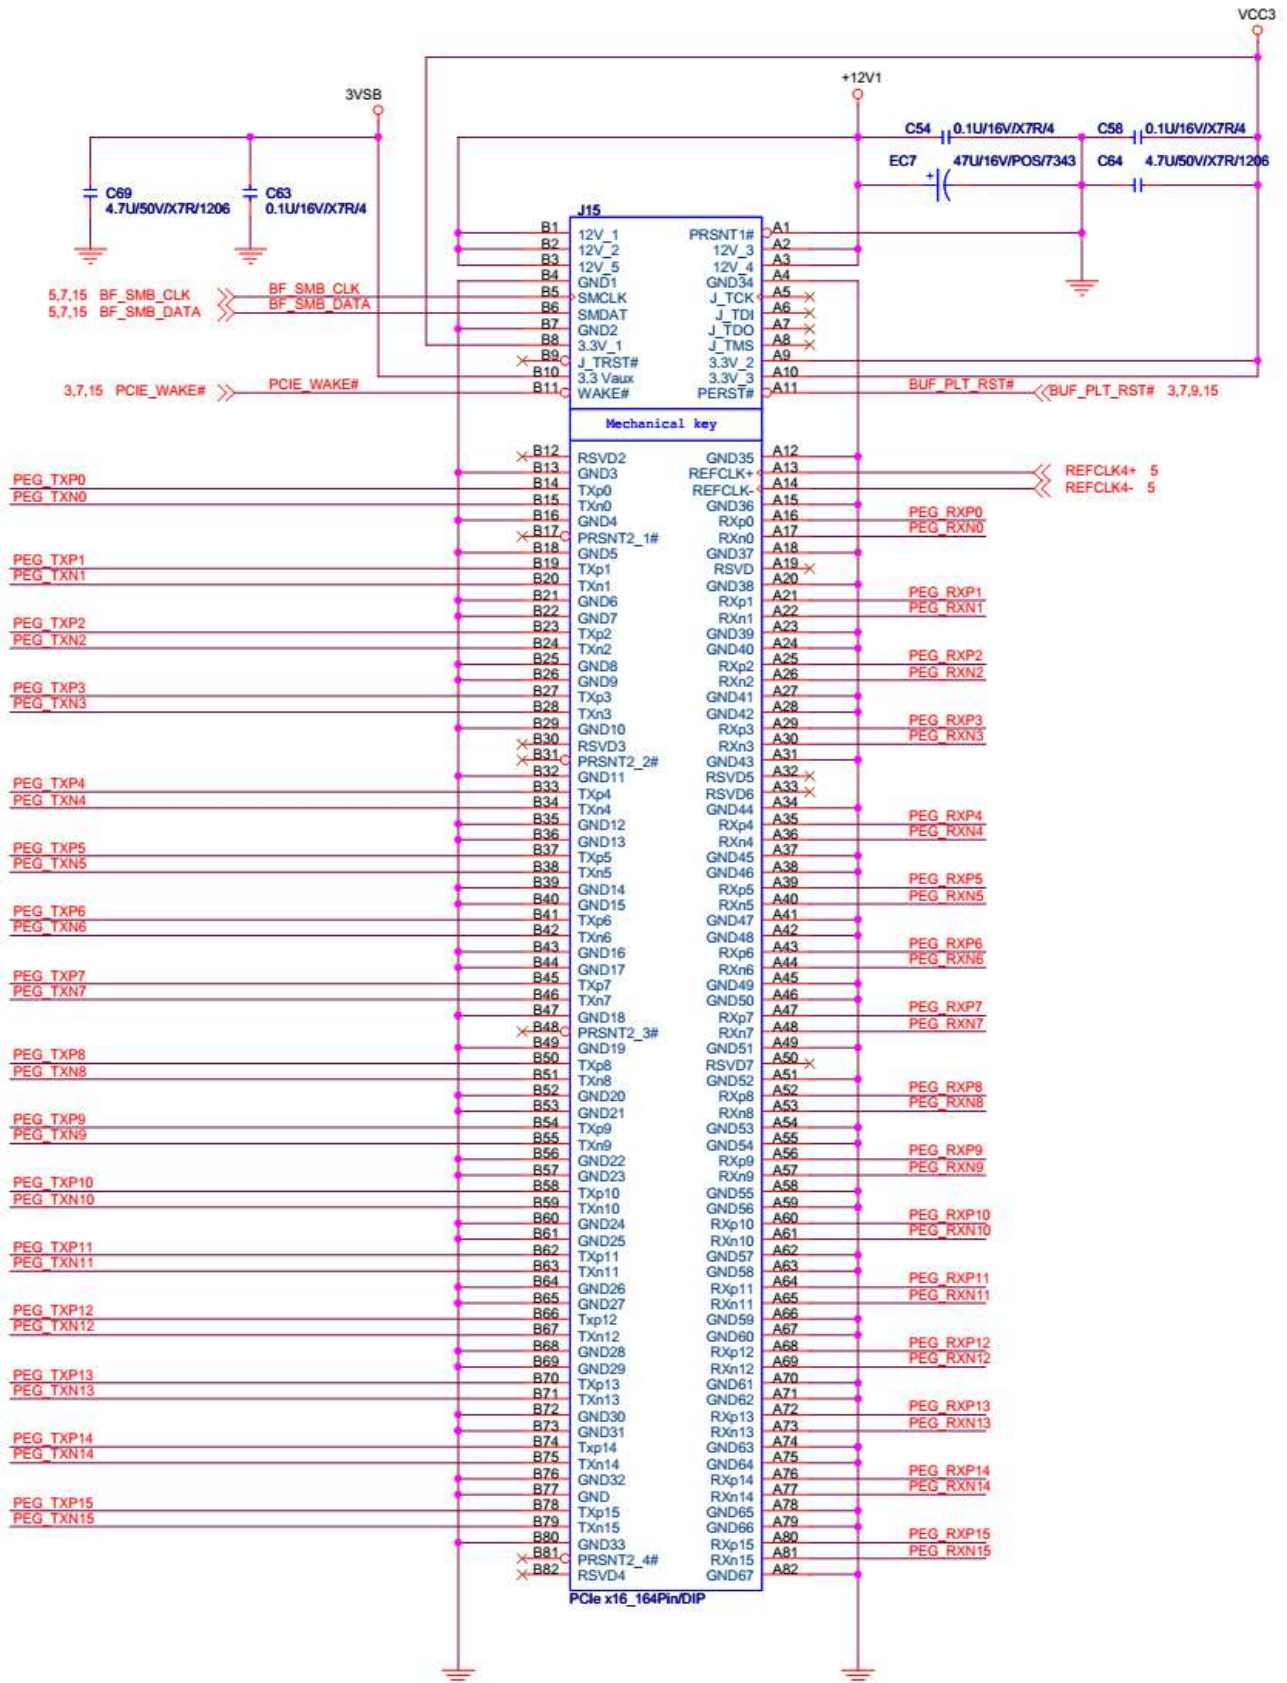 VCC3
+12V1
3VSB
C54 0.1U/16V/X7R/4 C58 0.1U/16V/X7R/4
EC7 47U/16V/POS/7343 C64 4.7U/50V/X7R/1206
+
C69 C63
4.7U/50V/X7R/1206 0.1U/16V/X7R/4
J15
B1 12V_1 PRSNT1# A1
B2 12V_2 12V_3 A2
B3 12V_5 12V_4 A3
B4 GND1 GND34 A4
5,7,15 BF_SMB_CLK BF_SMB_CLK B5 SMCLK J_TCK A5
5,7,15 BF_SMB_DATA BF_SMB_DATA B6 SMDAT J_TDI A6
B7 GND2 J_TDO A7
B8 3.3V_1 J_TMS A8
B9 J_TRST# 3.3V_2 A9
B10 3.3 Vaux 3.3V_3 A10
3,7,15 PCIE_WAKE# PCIE_WAKE# B11 WAKE# PERST# A11 BUF_PLT_RST# BUF_PLT_RST# 3,7,9,15
Mechanical key
B12 RSVD2 GND35 A12
B13 GND3 REFCLK+ A13 REFCLK4+ 5
PEG_TXP0 B14 TXp0 REFCLK- A14 REFCLK4- 5
PEG_TXN0 B15 TXn0 GND36 A15
B16 GND4 RXp0 A16 PEG_RXP0
B17 PRSNT2_1# RXn0 A17 PEG_RXN0
B18 GND5 GND37 A18
PEG_TXP1 B19 TXp1 RSVD A19
PEG_TXN1 B20 TXn1 GND38 A20
B21 GND6 RXp1 A21 PEG_RXP1
B22 GND7 RXn1 A22 PEG_RXN1
PEG_TXP2 B23 TXp2 GND39 A23
PEG_TXN2 B24 TXn2 GND40 A24
B25 GND8 RXp2 A25 PEG_RXP2
B26 GND9 RXn2 A26 PEG_RXN2
PEG_TXP3 B27 TXp3 GND41 A27
PEG_TXN3 B28 TXn3 GND42 A28
B29 GND10 RXp3 A29 PEG_RXP3
B30 RSVD3 RXn3 A30 PEG_RXN3
B31 PRSNT2_2# GND43 A31
B32 GND11 RSVD5 A32
PEG_TXP4 B33 TXp4 RSVD6 A33
PEG_TXN4 B34 TXn4 GND44 A34
B35 GND12 RXp4 A35 PEG_RXP4
B36 GND13 RXn4 A36 PEG_RXN4
PEG_TXP5 B37 TXp5 GND45 A37
PEG_TXN5 B38 TXn5 GND46 A38
B39 GND14 RXp5 A39 PEG_RXP5
B40 GND15 RXn5 A40 PEG_RXN5
PEG_TXP6 B41 TXp6 GND47 A41
PEG_TXN6 B42 TXn6 GND48 A42
B43 GND16 RXp6 A43 PEG_RXP6
B44 GND17 RXn6 A44 PEG_RXN6
PEG_TXP7 B45 TXp7 GND49 A45
PEG_TXN7 B46 TXn7 GND50 A46
B47 GND18 RXp7 A47 PEG_RXP7
B48 PRSNT2_3# RXn7 A48 PEG_RXN7
B49 GND19 GND51 A49
PEG_TXP8 B50 TXp8 RSVD7 A50
PEG_TXN8 B51 TXn8 GND52 A51
B52 GND20 RXp8 A52 PEG_RXP8
B53 GND21 RXn8 A53 PEG_RXN8
PEG_TXP9 B54 TXp9 GND53 A54
PEG_TXN9 B55 TXn9 GND54 A55
B56 GND22 RXp9 A56 PEG_RXP9
B57 GND23 RXn9 A57 PEG_RXN9
PEG_TXP10 B58 TXp10 GND55 A58
PEG_TXN10 B59 TXn10 GND56 A59
B60 GND24 RXp10 A60 PEG_RXP10
B61 GND25 RXn10 A61 PEG_RXN10
PEG_TXP11 B62 TXp11 GND57 A62
PEG_TXN11 B63 TXn11 GND58 A63
B64 GND26 RXp11 A64 PEG_RXP11
B65 GND27 RXn11 A65 PEG_RXN11
PEG_TXP12 B66 Txp12 GND59 A66
PEG_TXN12 B67 TXn12 GND60 A67
B68 GND28 RXp12 A68 PEG_RXP12
B69 GND29 RXn12 A69 PEG_RXN12
PEG_TXP13 B70 TXp13 GND61 A70
PEG_TXN13 B71 TXn13 GND62 A71
B72 GND30 RXp13 A72 PEG_RXP13
B73 GND31 RXn13 A73 PEG_RXN13
PEG_TXP14 B74 Txp14 GND63 A74
PEG_TXN14 B75 TXn14 GND64 A75
B76 GND32 RXp14 A76 PEG_RXP14
B77 GND RXn14 A77 PEG_RXN14
PEG_TXP15 B78 TXp15 GND65 A78
PEG_TXN15 B79 TXn15 GND66 A79
B80 GND33 RXp15 A80 PEG_RXP15
B81 PRSNT2_4# RXn15 A81 PEG_RXN15
B82 RSVD4 GND67 A82
PCIe x16_164Pin/DIP